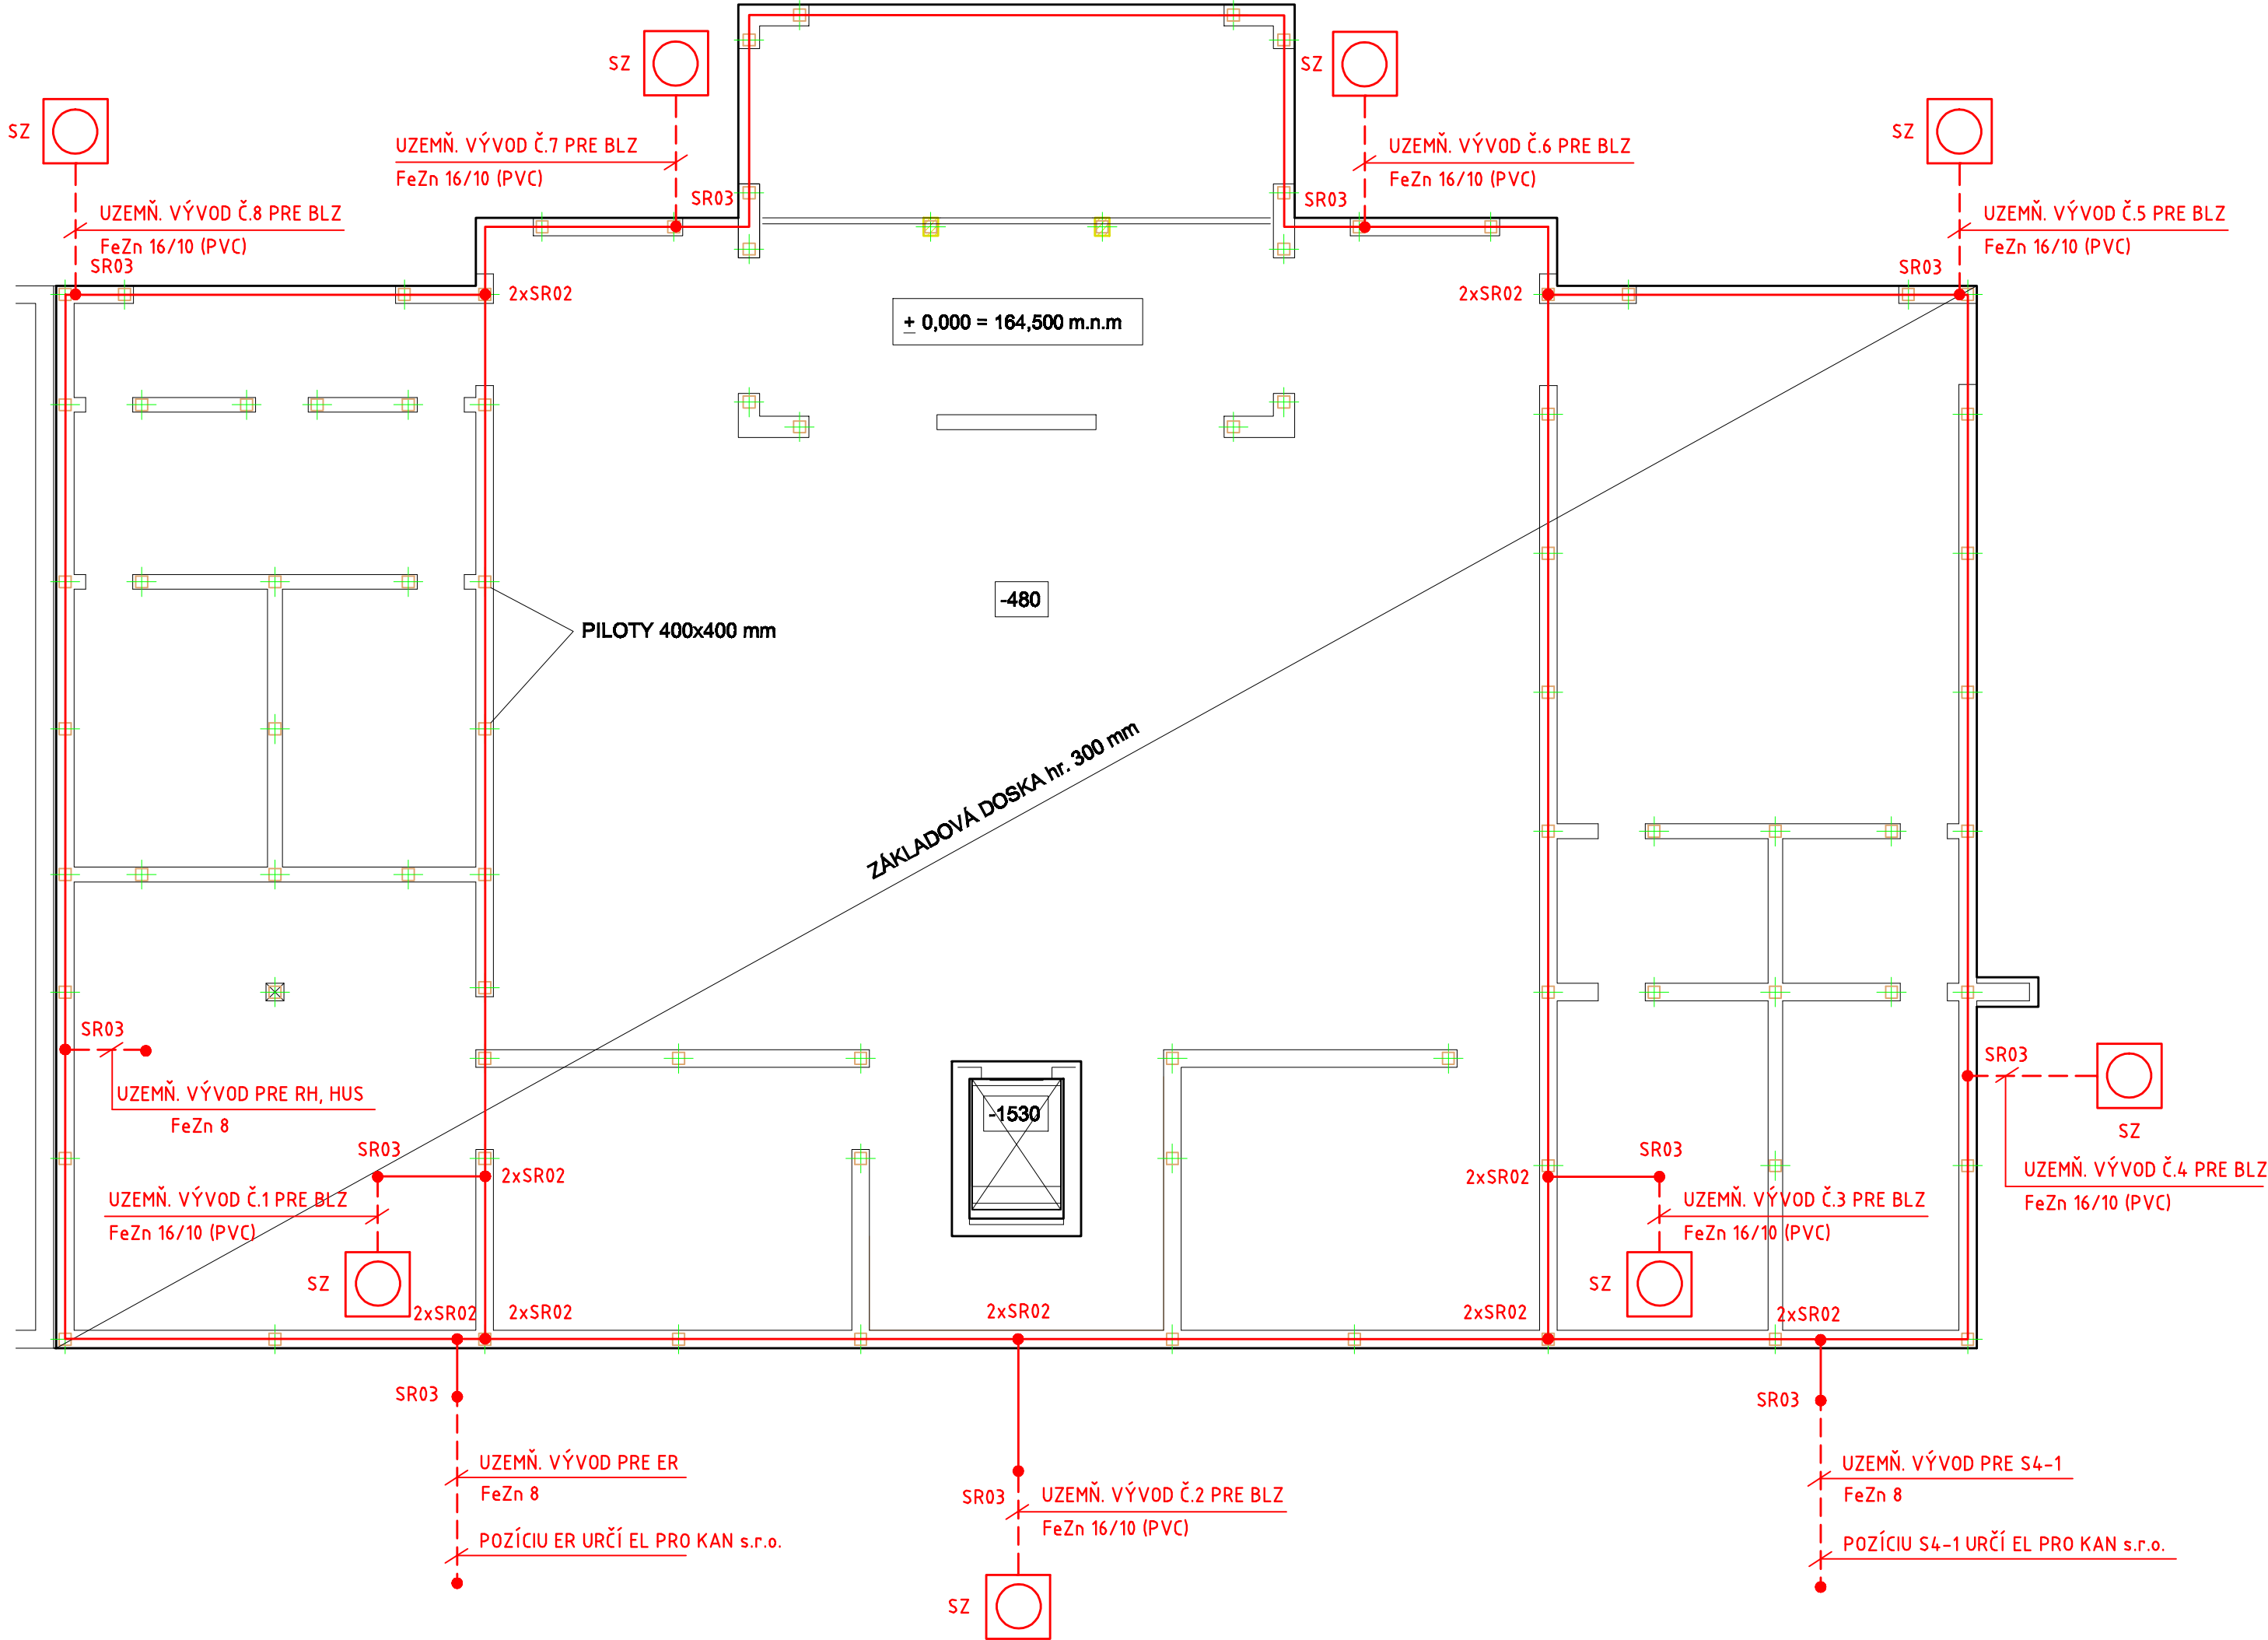 SZ
SZ
SZ
SZ
UZEMŇ. VÝVOD Č.7 PRE BLZ
FeZn 16/10 (PVC)
UZEMŇ. VÝVOD Č.6 PRE BLZ
FeZn 16/10 (PVC)
SR03
SR03
UZEMŇ. VÝVOD Č.8 PRE BLZ
FeZn 16/10 (PVC)
UZEMŇ. VÝVOD Č.5 PRE BLZ
FeZn 16/10 (PVC)
SR03
SR03
2xSR02
2xSR02
+ 0,000 = 164,500 m.n.m
-480
PILOTY 400x400 mm
ZÁKLADOVÁ DOSKA hr. 300 mm
SR03
UZEMŇ. VÝVOD PRE RH, HUS
FeZn 8
-1530
SR03
SZ
UZEMŇ. VÝVOD Č.4 PRE BLZ
FeZn 16/10 (PVC)
SR03
2xSR02
UZEMŇ. VÝVOD Č.1 PRE BLZ
FeZn 16/10 (PVC)
SZ
2xSR02
SR03
UZEMŇ. VÝVOD Č.3 PRE BLZ
FeZn 16/10 (PVC)
SZ
2xSR02
2xSR02
2xSR02
2xSR02
2xSR02
SR03
UZEMŇ. VÝVOD PRE ER
FeZn 8
POZÍCIU ER URČÍ EL PRO KAN s.r.o.
SR03
UZEMŇ. VÝVOD Č.2 PRE BLZ
FeZn 16/10 (PVC)
SZ
SR03
UZEMŇ. VÝVOD PRE S4-1
FeZn 8
POZÍCIU S4-1 URČÍ EL PRO KAN s.r.o.